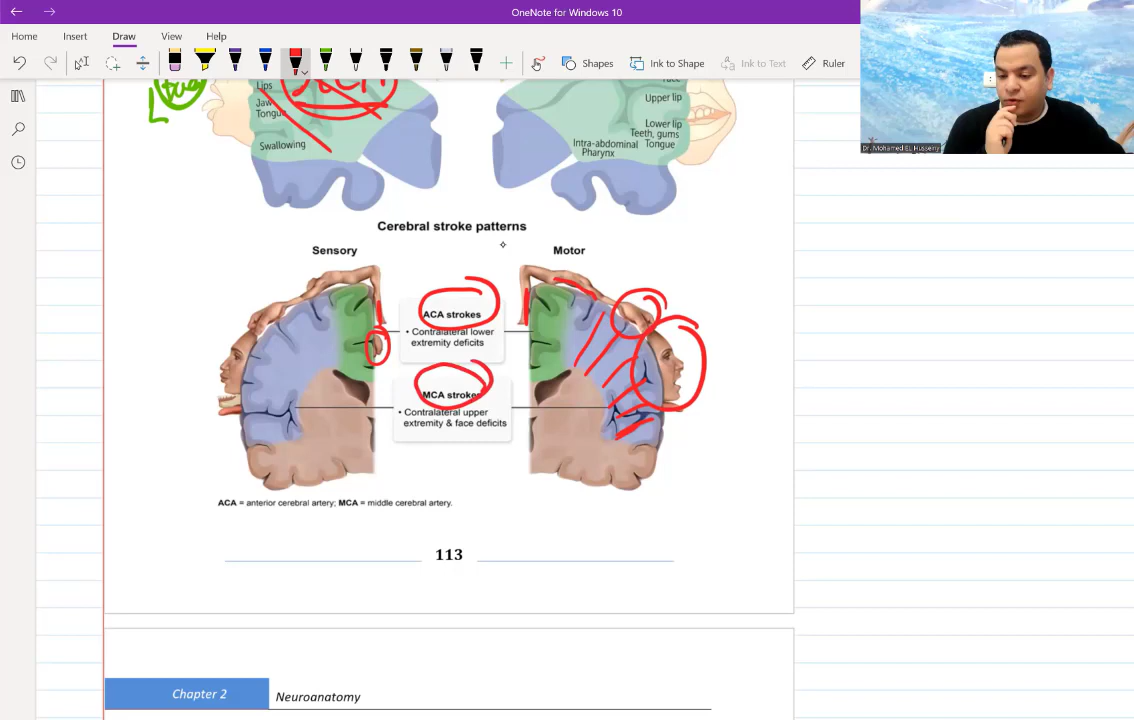 OneNote for Windows 10
Home Insert Draw View Help
Shapes Ink to Shape Ink to Text Ruler
Dr. Mohamed EL Husseiny
Lips
Jaw
Tongue
Swallowing
Upper lip
Lower lip
Teeth, gums
Tongue
Intra-abdominal
Pharynx
Cerebral stroke patterns
Sensory
Motor
ACA strokes
• Contralateral lower
extremity deficits
MCA strokes
• Contralateral upper
extremity & face deficits
ACA = anterior cerebral artery; MCA = middle cerebral artery.
113
Chapter 2
Neuroanatomy